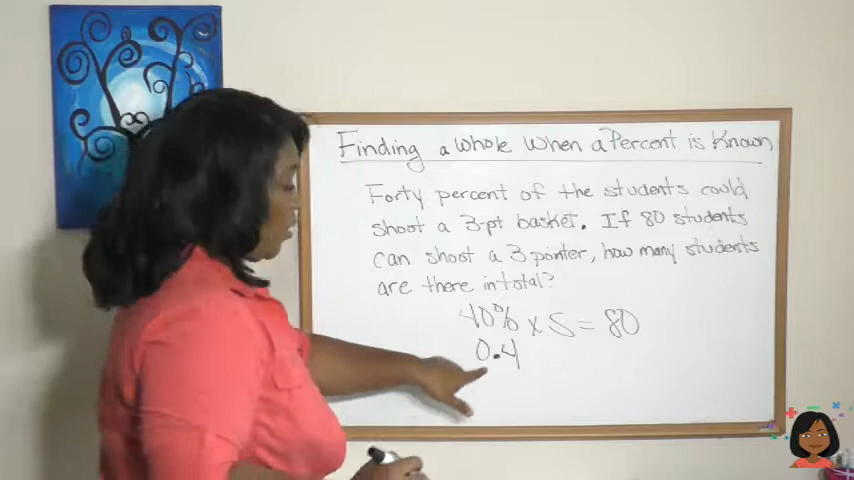 Finding a Whole When a Percent is Known
Forty percent of the students could
shoot a 3-pt basket. If 80 students
can shoot a 3 pointer, how many students
are there in total?
40% x S = 80
0.4